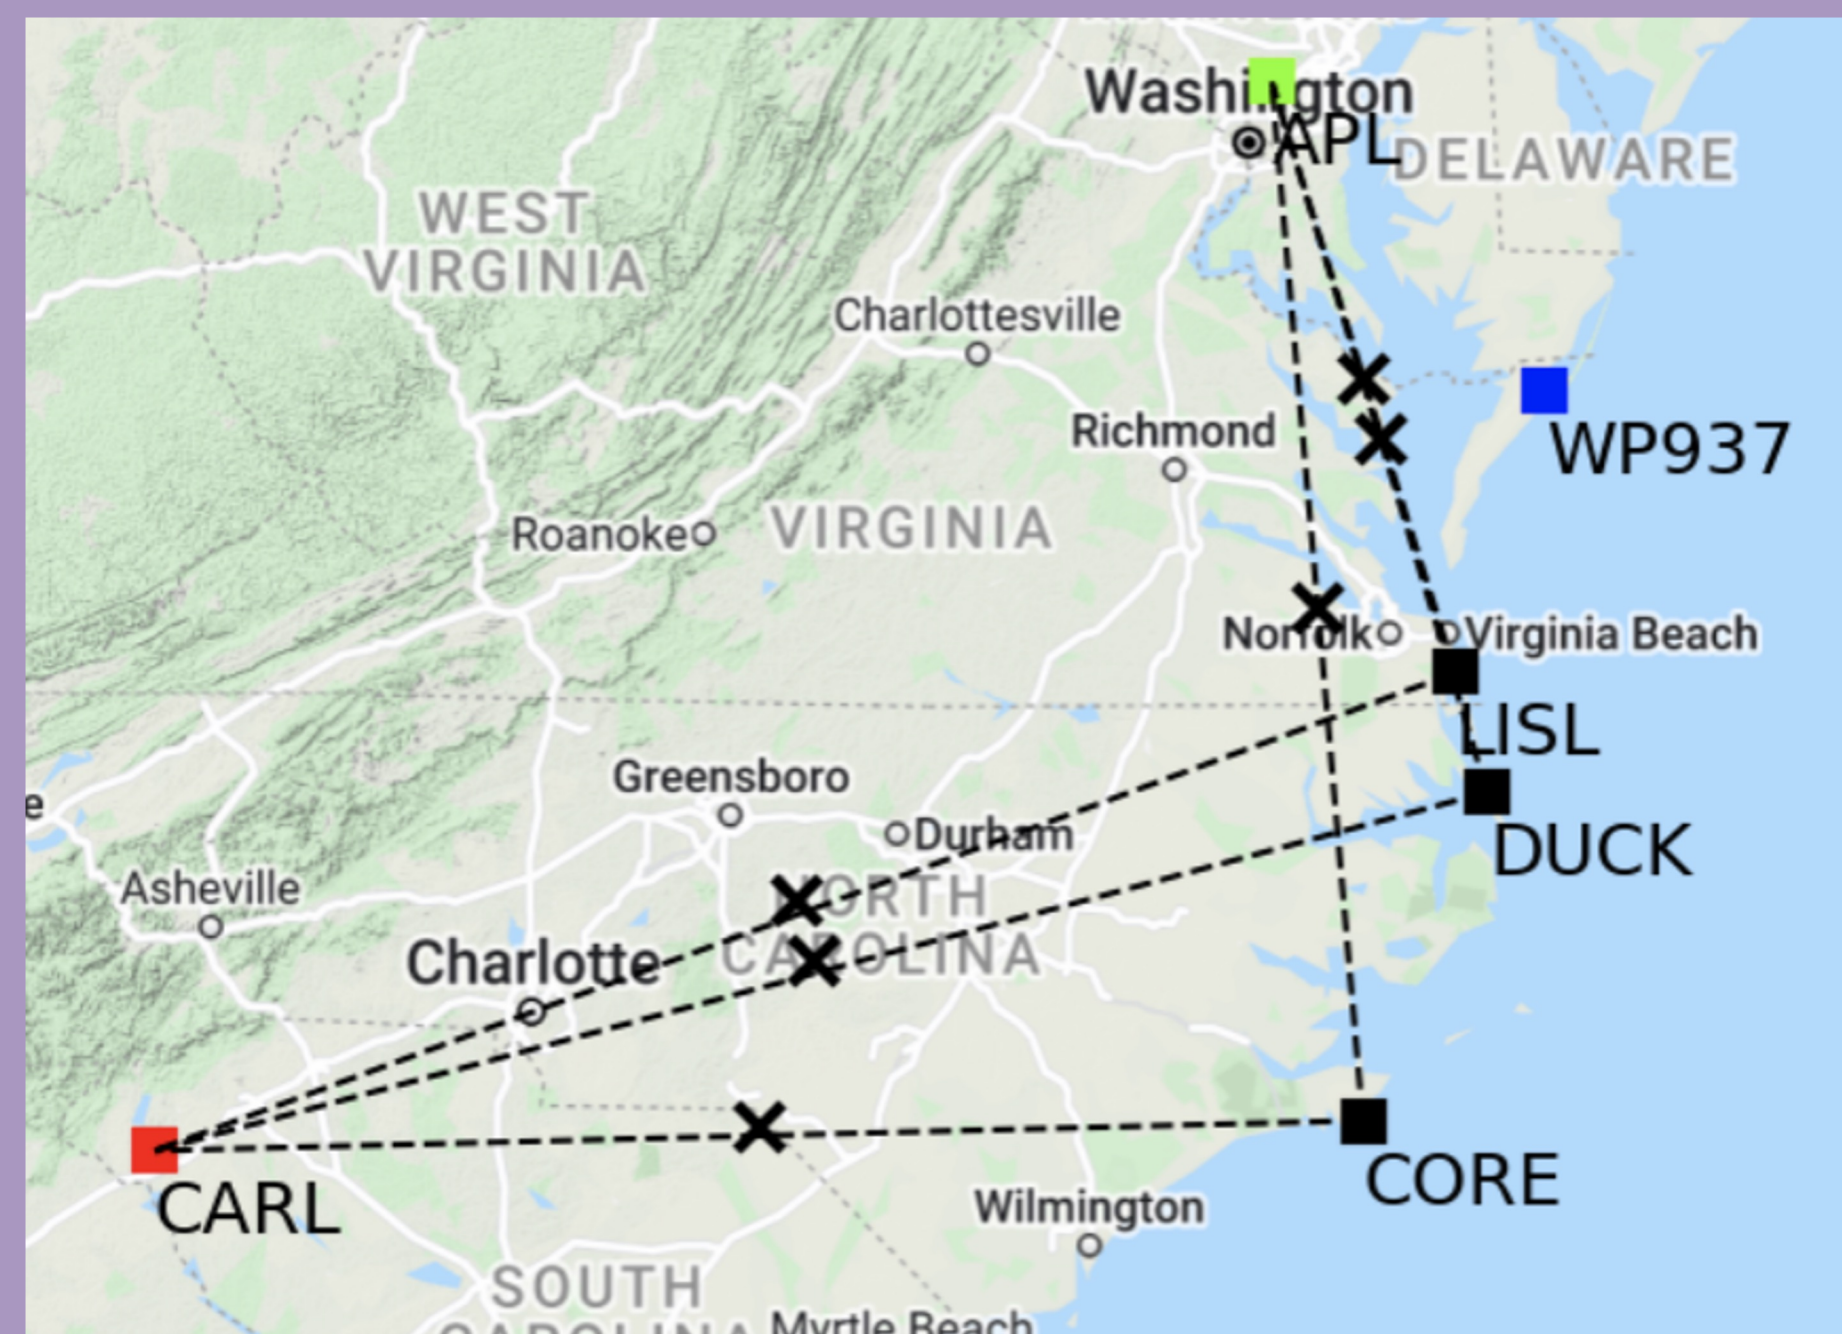 Washington
APL
DELAWARE
WEST
VIRGINIA
Charlottesville
WP937
Richmond
Roanoke
VIRGINIA
Norfolk
Virginia Beach
LISL
Greensboro
Durham
DUCK
e
Asheville
NORTH
CAROLINA
Charlotte
CARL
CORE
Wilmington
SOUTH
CAROLINA
Myrtle Beach